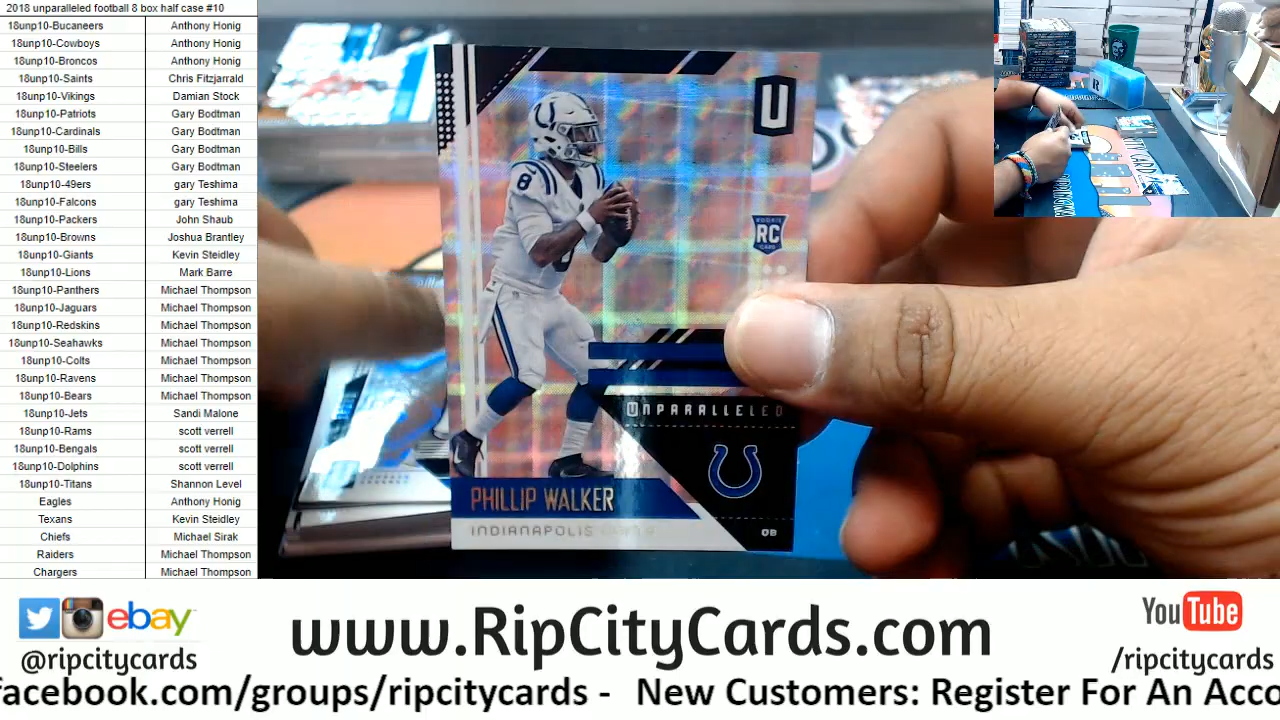 2018 unparalleled football 8 box half case #10
18unp10-Bucaneers Anthony Honig
18unp10-Cowboys Anthony Honig
18unp10-Broncos Anthony Honig
18unp10-Saints Chris Fitzjarrald
18unp10-Vikings Damian Stock
18unp10-Patriots Gary Bodtman
18unp10-Cardinals Gary Bodtman
18unp10-Bills Gary Bodtman
18unp10-Steelers Gary Bodtman
18unp10-49ers gary Teshima
18unp10-Falcons gary Teshima
18unp10-Packers John Shaub
18unp10-Browns Joshua Brantley
18unp10-Giants Kevin Steidley
18unp10-Lions Mark Barre
18unp10-Panthers Michael Thompson
18unp10-Jaguars Michael Thompson
18unp10-Redskins Michael Thompson
18unp10-Seahawks Michael Thompson
18unp10-Colts Michael Thompson
18unp10-Ravens Michael Thompson
18unp10-Bears Michael Thompson
18unp10-Jets Sandi Malone
18unp10-Rams scott verrell
18unp10-Bengals scott verrell
18unp10-Dolphins scott verrell
18unp10-Titans Shannon Level
Eagles Anthony Honig
Texans Kevin Steidley
Chiefs Michael Sirak
Raiders Michael Thompson
Chargers Michael Thompson
U
8
ROOKIE
RC
CARD
UNPARALLELED
PHILLIP WALKER
INDIANAPOLIS
QB
ebay
@ripcitycards
www.RipCityCards.com
YouTube
/ripcitycards
facebook.com/groups/ripcitycards - New Customers: Register For An Acco